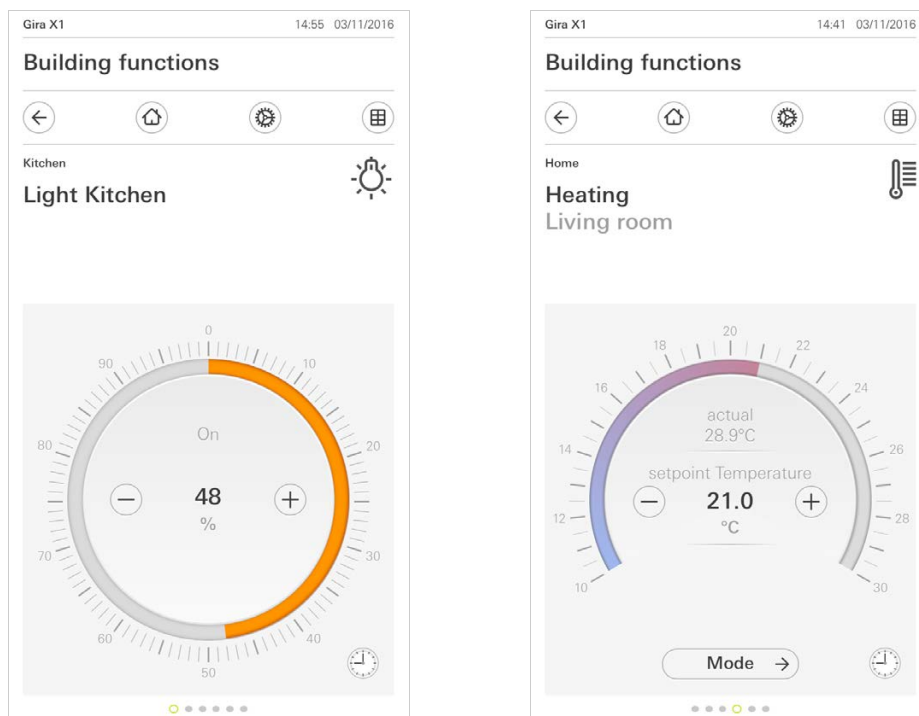 Gira X1 14:55 03/11/2016
Building functions
Kitchen
Light Kitchen
0
90 10
On
80 20
48
%
70 30
60 40
50
Gira X1 14:41 03/11/2016
Building functions
Home
Heating
Living room
20
18 22
16 24
actual
28.9°C
14 26
setpoint Temperature
21.0
12 28
°C
10 30
Mode